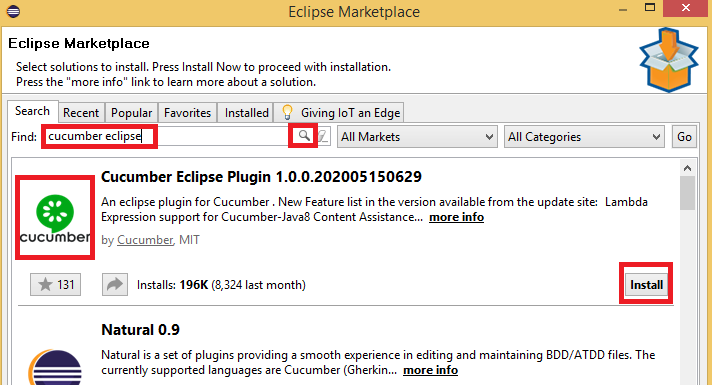 Eclipse Marketplace
Eclipse Marketplace
Select solutions to install. Press Install Now to proceed with installation.
Press the "more info" link to learn more about a solution.
Search Recent Popular Favorites Installed Giving IoT an Edge
Find: cucumber eclipse All Markets All Categories Go
Cucumber Eclipse Plugin 1.0.0.202005150629
An eclipse plugin for Cucumber . New Feature list in the version available from the update site: Lambda
Expression support for Cucumber-Java8 Content Assistance... more info
cucumber
by Cucumber, MIT
131 Installs: 196K (8,324 last month) Install
Natural 0.9
Natural is a set of plugins providing a smooth experience in editing and maintaining BDD/ATDD files. The
currently supported languages are Cucumber (Gherkin... more info